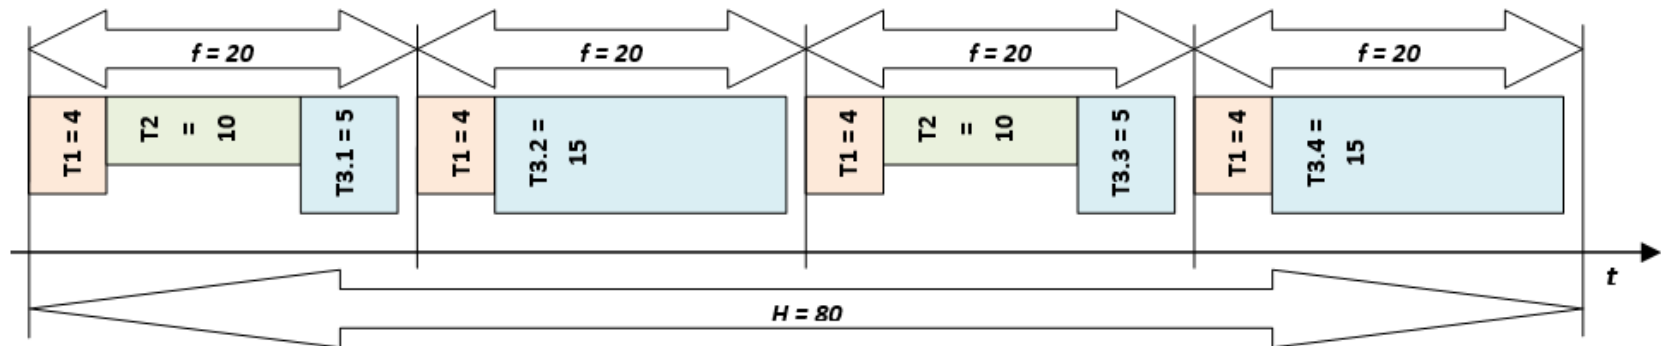 f = 20
f = 20
f = 20
f = 20
T1 = 4
T2 =
10
T3.1 = 5
T1 = 4
T3.2 =
15
T1 = 4
T2 =
10
T3.3 = 5
T1 = 4
T3.4 =
15
t
H = 80